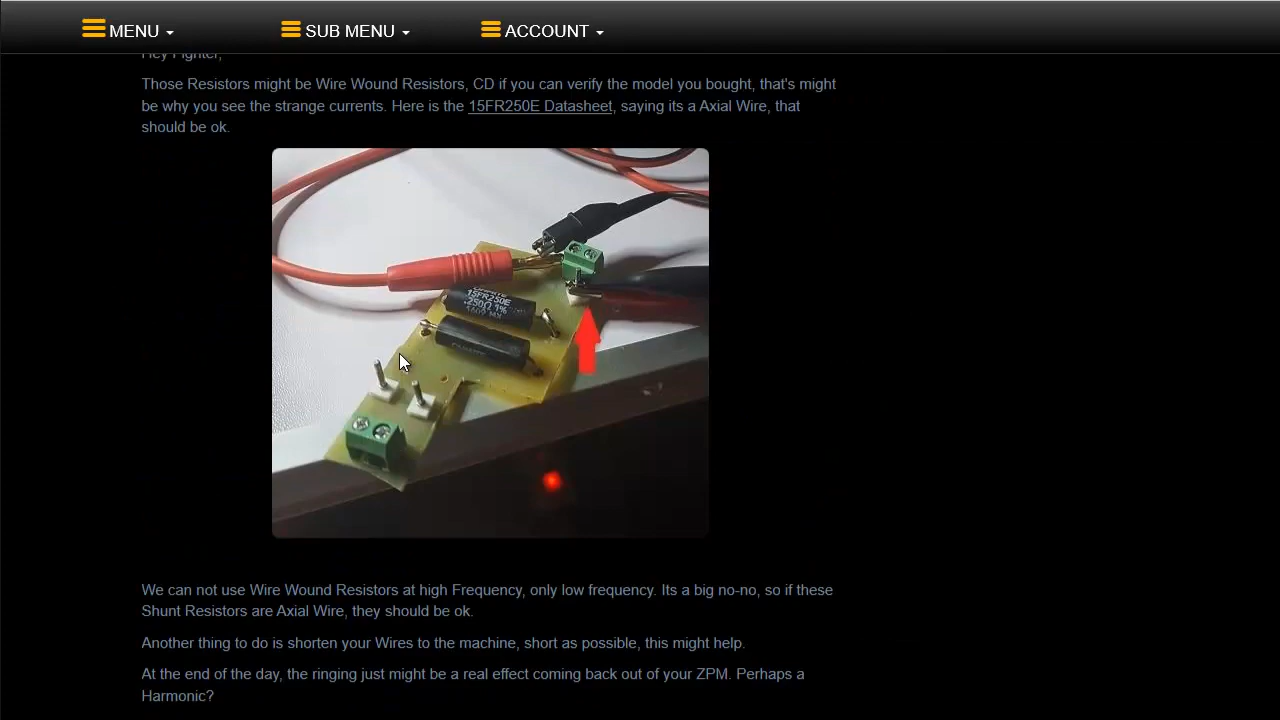 MENU
SUB MENU
ACCOUNT
Hey Fighter,
Those Resistors might be Wire Wound Resistors, CD if you can verify the model you bought, that's might
be why you see the strange currents. Here is the 15FR250E Datasheet, saying its a Axial Wire, that
should be ok.
15FR250E
.250Ω 1%
We can not use Wire Wound Resistors at high Frequency, only low frequency. Its a big no-no, so if these
Shunt Resistors are Axial Wire, they should be ok.
Another thing to do is shorten your Wires to the machine, short as possible, this might help.
At the end of the day, the ringing just might be a real effect coming back out of your ZPM. Perhaps a
Harmonic?